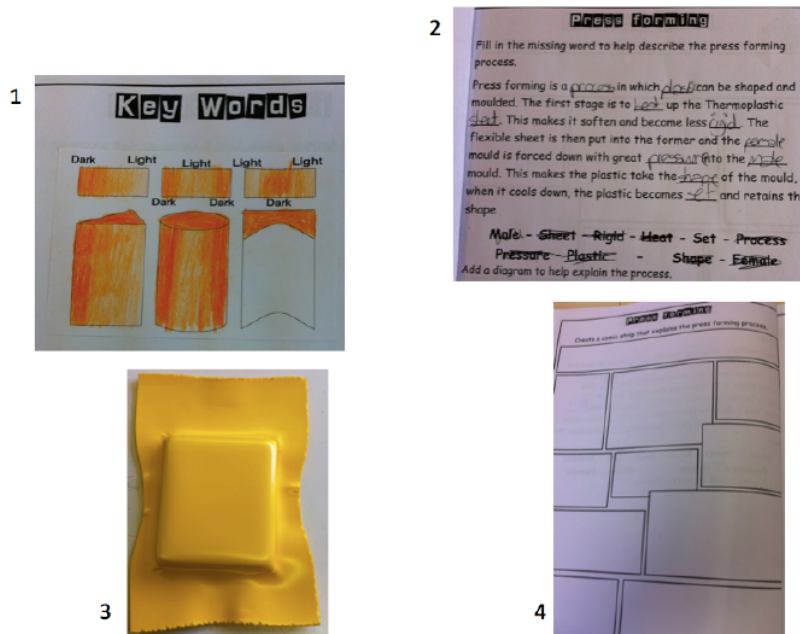 1
Key Words
Dark Light Light Light Light
Dark Dark Dark
2
Press forming
Fill in the missing word to help describe the press forming
process.
Press forming is a process in which plastic can be shaped and
moulded. The first stage is to heat up the Thermoplastic
sheet. This makes it soften and become less rigid. The
flexible sheet is then put into the former and the female
mould is forced down with great pressure into the male
mould. This makes the plastic take the shape of the mould,
when it cools down, the plastic becomes set and retains th
shape
Male - Sheet - Rigid - Heat - Set - Process
Pressure - Plastic - Shape - Female
Add a diagram to help explain the process.
3
4
Press forming
Create a comic strip that explains the press forming process.